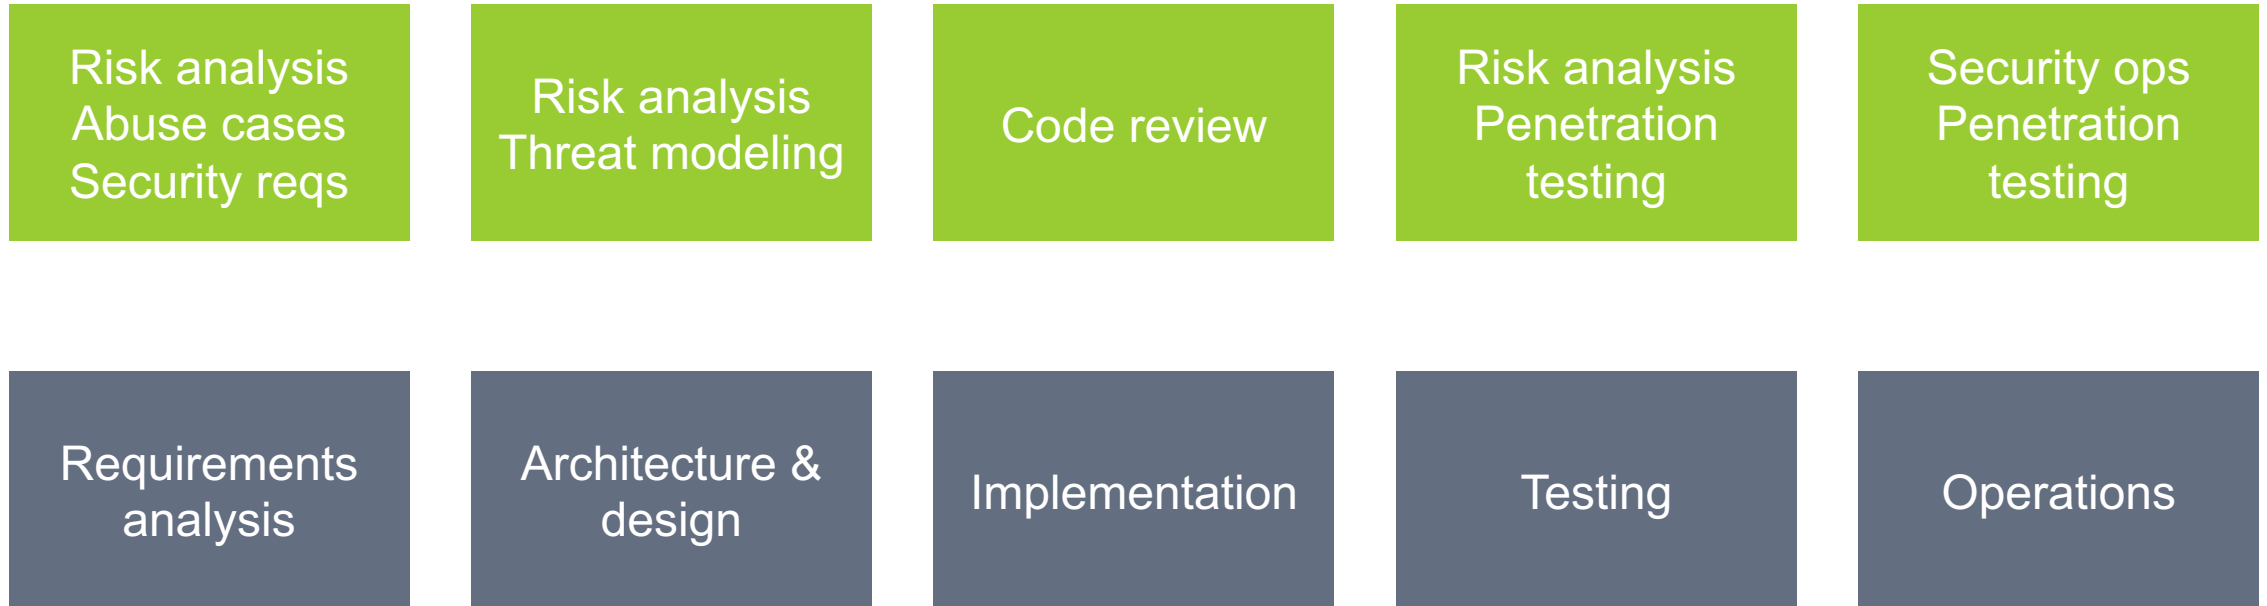 Risk analysis
Abuse cases
Security reqs
Risk analysis
Threat modeling
Code review
Risk analysis
Penetration
testing
Security ops
Penetration
testing
Requirements
analysis
Architecture &
design
Implementation
Testing
Operations